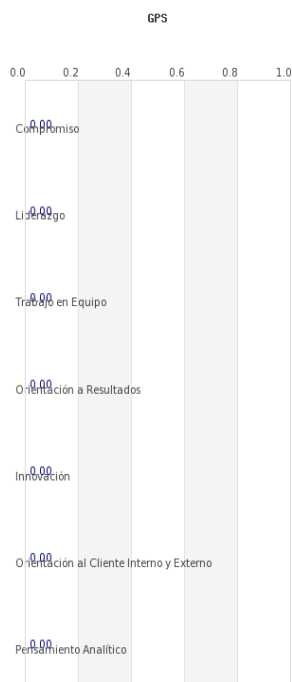 GPS
0.0 0.2 0.4 0.6 0.8 1.0
0.00
Compromiso
0.00
Liderazgo
0.00
Trabajo en Equipo
0.00
Orientación a Resultados
0.00
Innovación
0.00
Orientación al Cliente Interno y Externo
0.00
Pensamiento Analítico